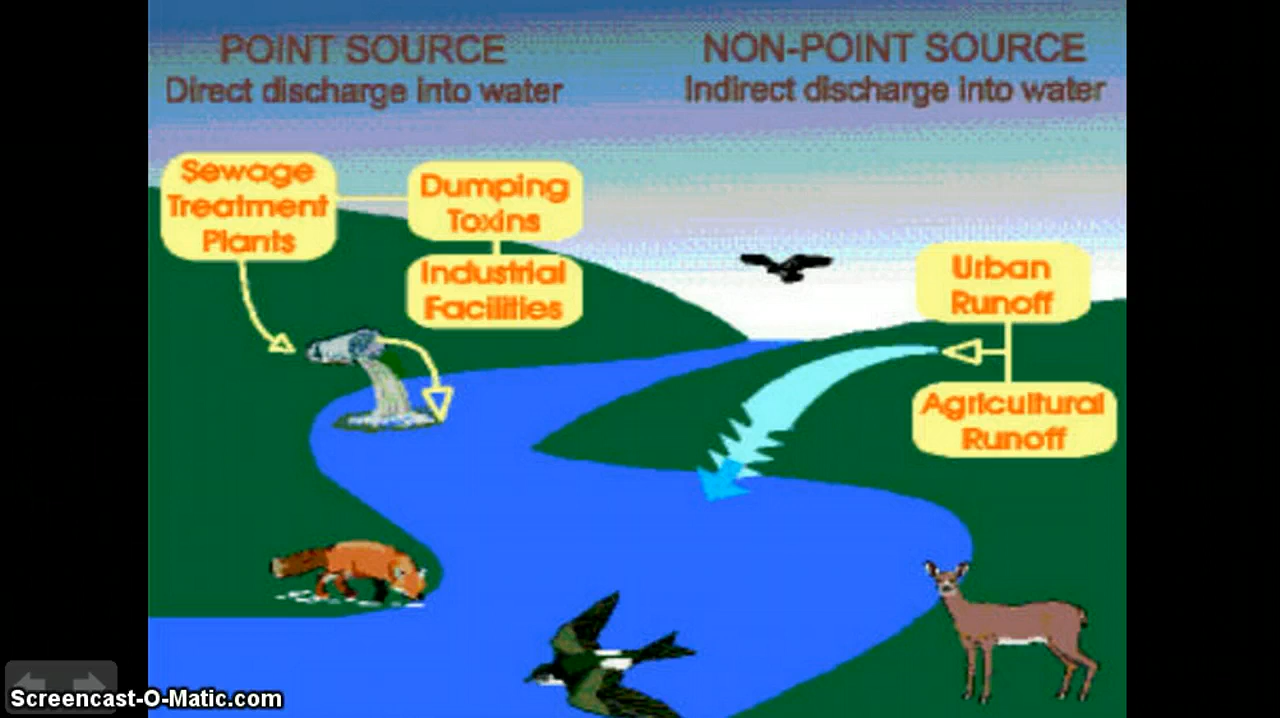 POINT SOURCE
Direct discharge into water
NON-POINT SOURCE
Indirect discharge into water
Sewage
Treatment
Plants
Dumping
Toxins
Industrial
Facilities
Urban
Runoff
Agricultural
Runoff
Screencast-O-Matic.com